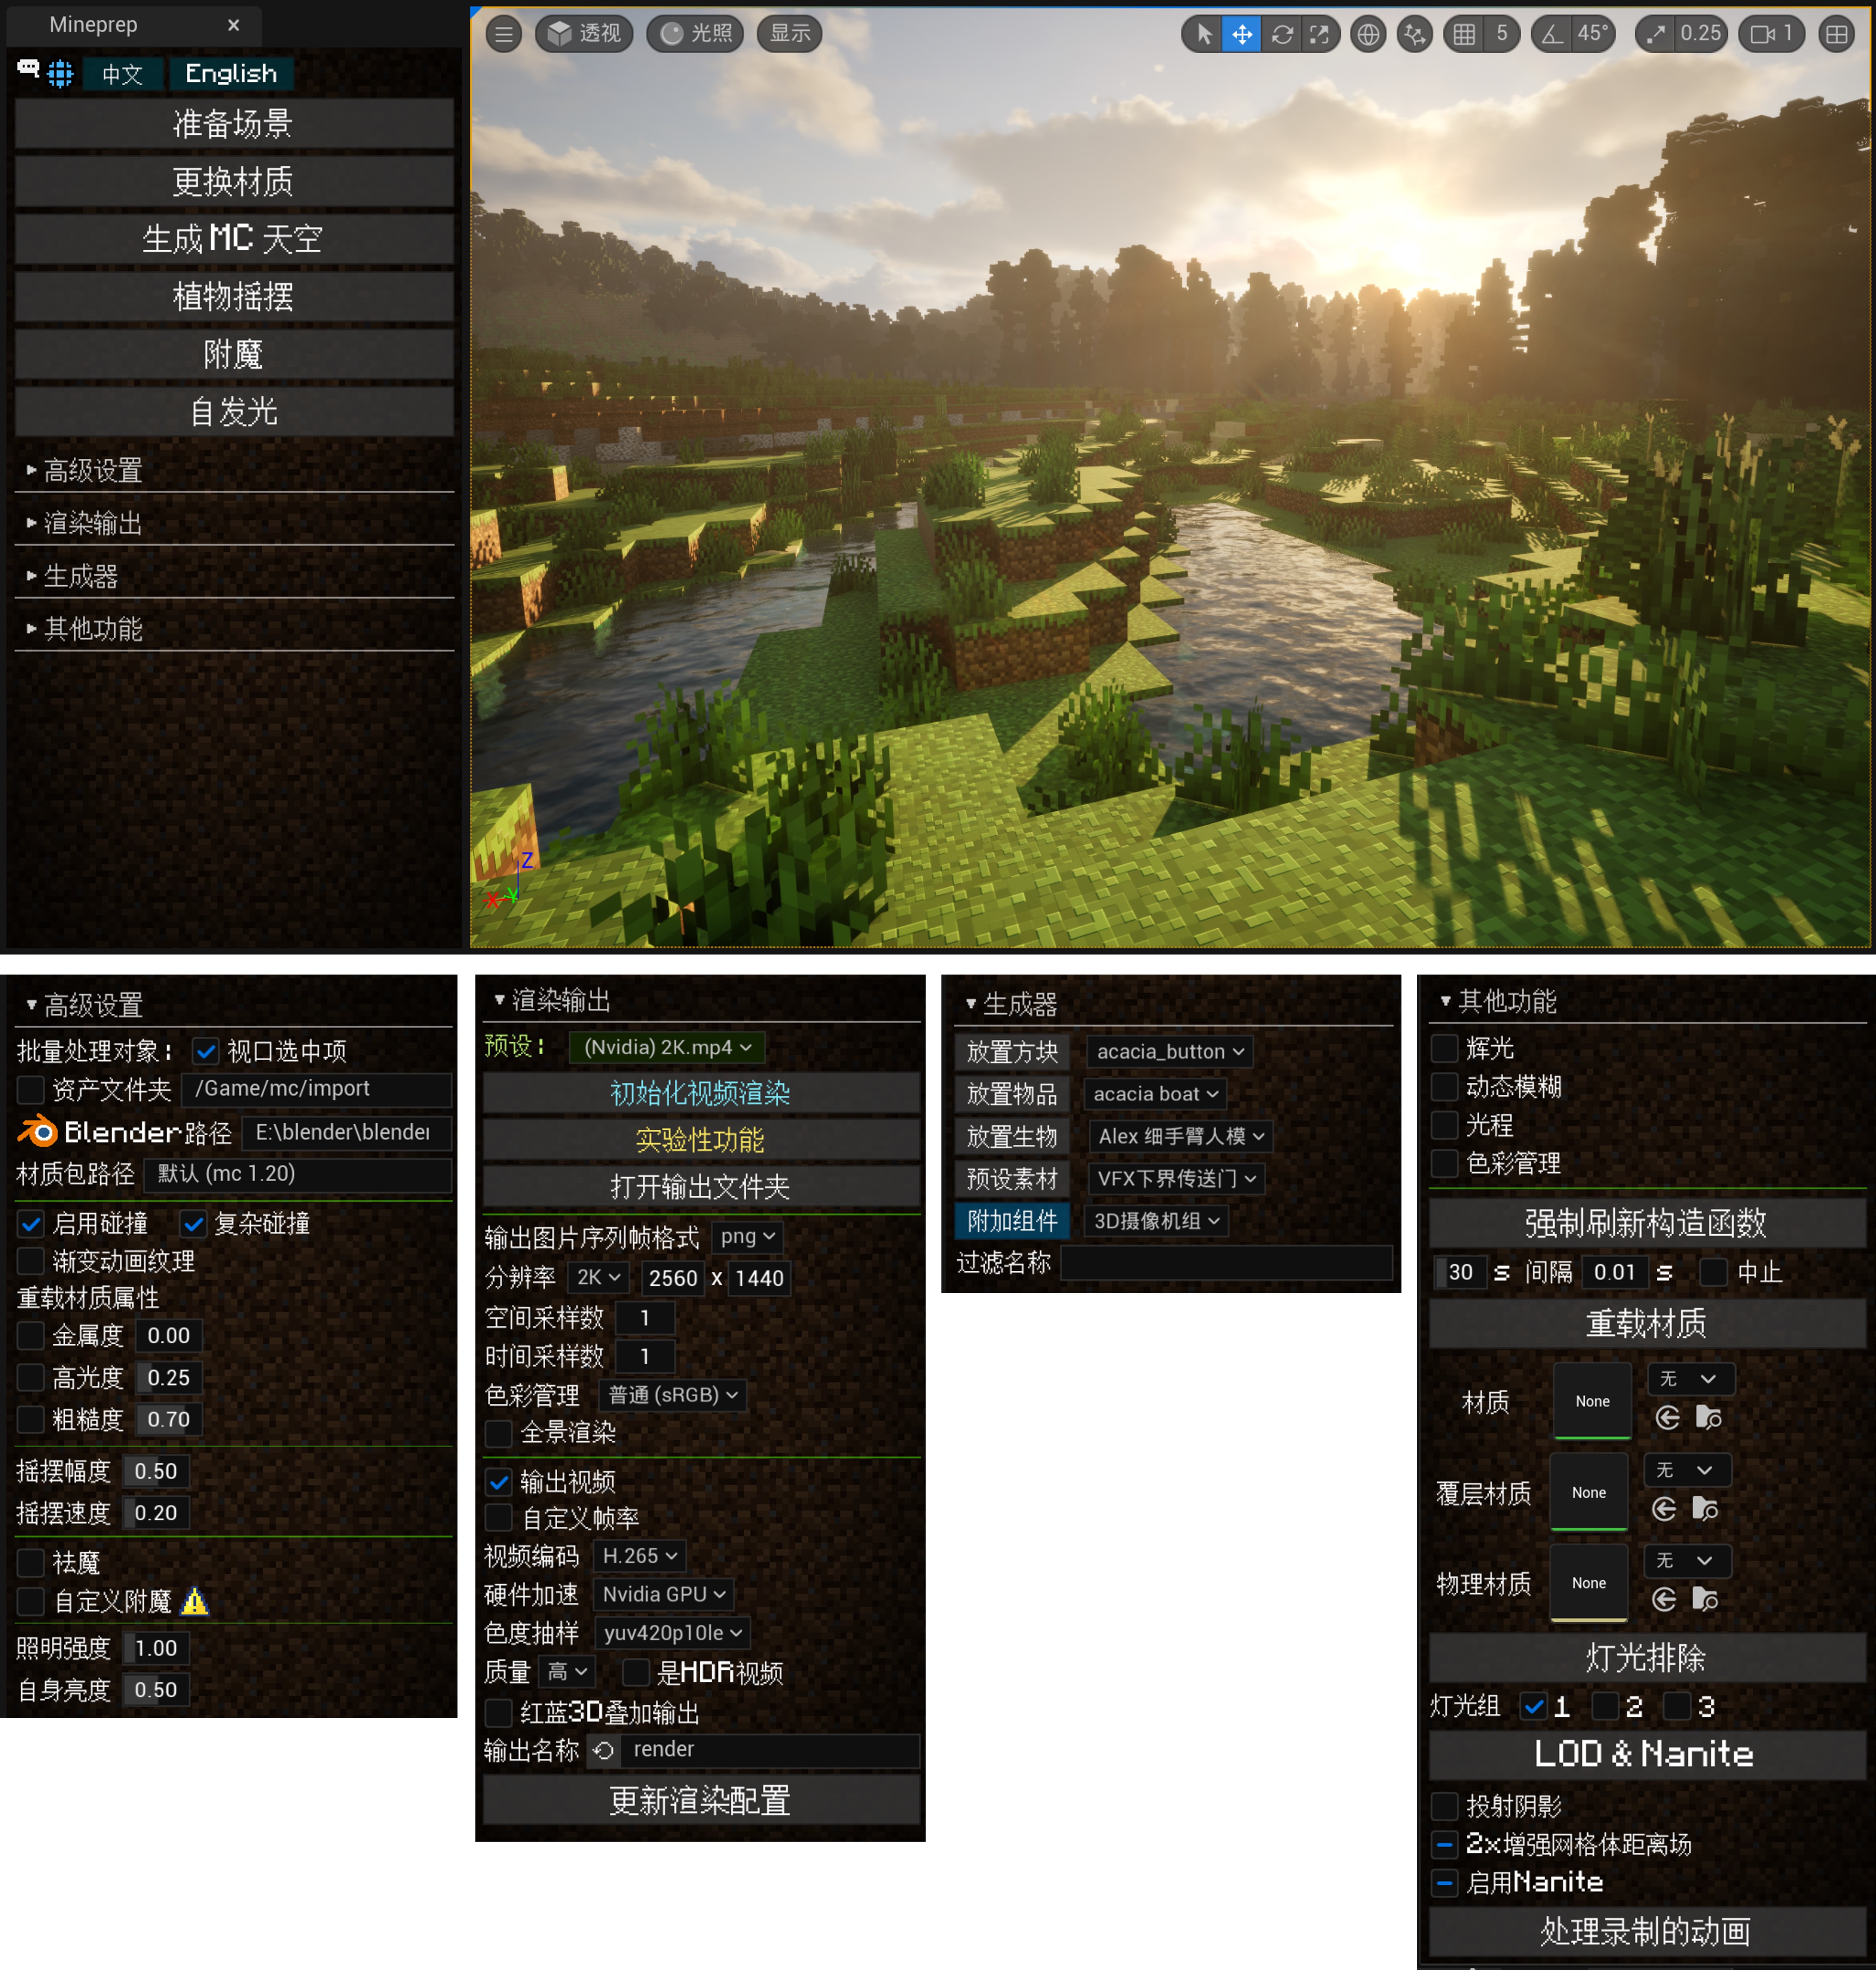 Mineprep ×
中文 English
准备场景
更换材质
生成MC 天空
植物摇摆
附魔
自发光
高级设置
渲染输出
生成器
其他功能
透视 光照 显示 5 45° 0.25 1
Z
Y
X
高级设置
批量处理对象: 视口选中项
资产文件夹 /Game/mc/import
Blender路径 E:\blender\blender
材质包路径 默认 (mc 1.20)
启用碰撞 复杂碰撞
渐变动画纹理
重载材质属性
金属度 0.00
高光度 0.25
粗糙度 0.70
摇摆幅度 0.50
摇摆速度 0.20
祛魔
自定义附魔
照明强度 1.00
自身亮度 0.50
渲染输出
预设: (Nvidia) 2K.mp4
初始化视频渲染
实验性功能
打开输出文件夹
输出图片序列帧格式 png
分辨率 2K 2560 x 1440
空间采样数 1
时间采样数 1
色彩管理 普通 (sRGB)
全景渲染
输出视频
自定义帧率
视频编码 H.265
硬件加速 Nvidia GPU
色度抽样 yuv420p10le
质量 高 是HDR视频
红蓝3D叠加输出
输出名称 render
更新渲染配置
生成器
放置方块 acacia_button
放置物品 acacia boat
放置生物 Alex 细手臂人模
预设素材 VFX下界传送门
附加组件 3D摄像机组
过滤名称
其他功能
辉光
动态模糊
光程
色彩管理
强制刷新构造函数
30 s 间隔 0.01 s 中止
重载材质
材质 None 无
覆层材质 None 无
物理材质 None 无
灯光排除
灯光组 1 2 3
LOD & Nanite
投射阴影
2x增强网格体距离场
启用Nanite
处理录制的动画